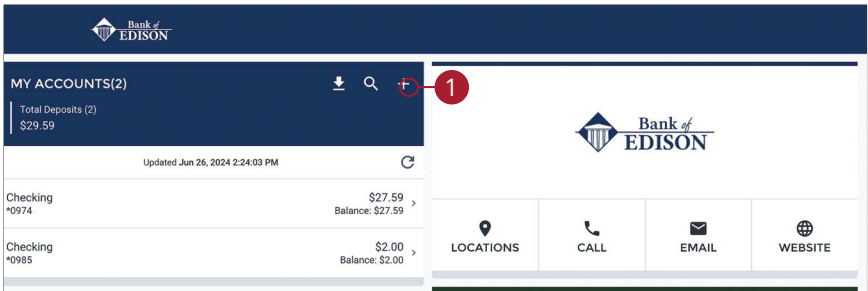 Bank of
EDISON
MY ACCOUNTS(2)
1
Total Deposits (2)
$29.59
Updated Jun 26, 2024 2:24:03 PM
Checking
*0974
$27.59
Balance: $27.59
Checking
*0985
$2.00
Balance: $2.00
Bank of
EDISON
LOCATIONS
CALL
EMAIL
WEBSITE